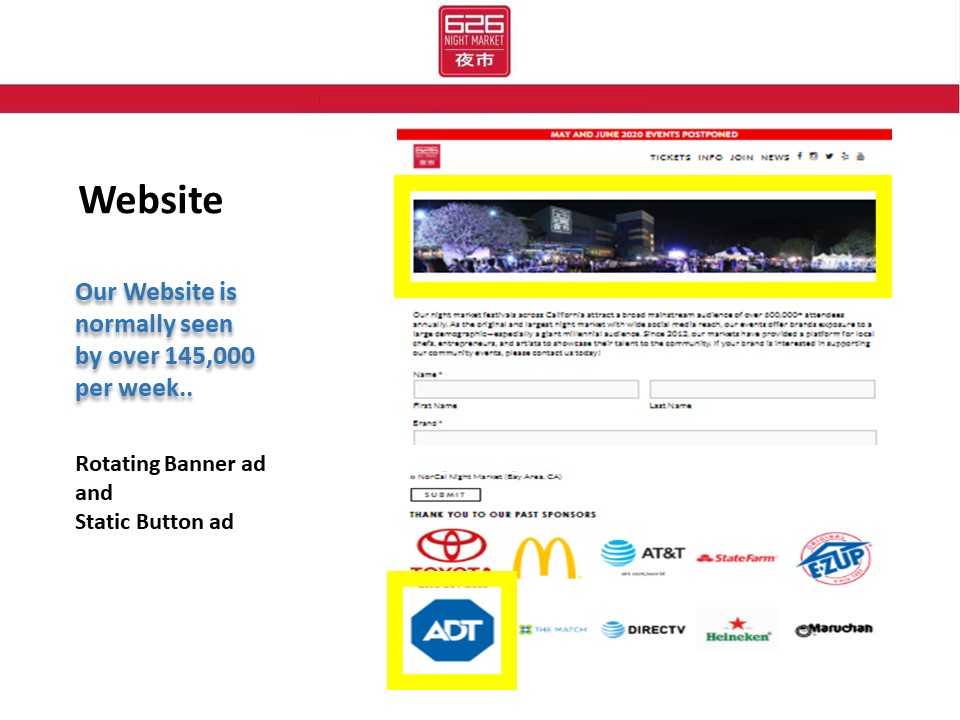 626
NIGHT MARKET
夜市
MAY AND JUNE 2020 EVENTS POSTPONED
626
TICKETS INFO JOIN NEWS
Website
Our Website is
normally seen
by over 145,000
per week..
Rotating Banner ad
and
Static Button ad
626
Our night market festivals across California attract a broad mainstream audience of over 600,000+ attendees
annually. As the original and largest night market with wide social media reach, our events offer brands exposure to a
large demographic—especially a giant millennial audience. Since 2012, our markets have provided a platform for local
chefs, entrepreneurs, and artists to showcase their talent to the community. If your brand is interested in supporting
our community events, please contact us today!
Name *
First Name Last Name
Brand *
NorCal Night Market (Bay Area, CA)
SUBMIT
THANK YOU TO OUR PAST SPONSORS
TOYOTA
AT&T
StateFarm
ORIGINAL
E-Z UP
SINCE 1983
ADT
THE MATCH
DIRECTV
Heineken
Maruchan